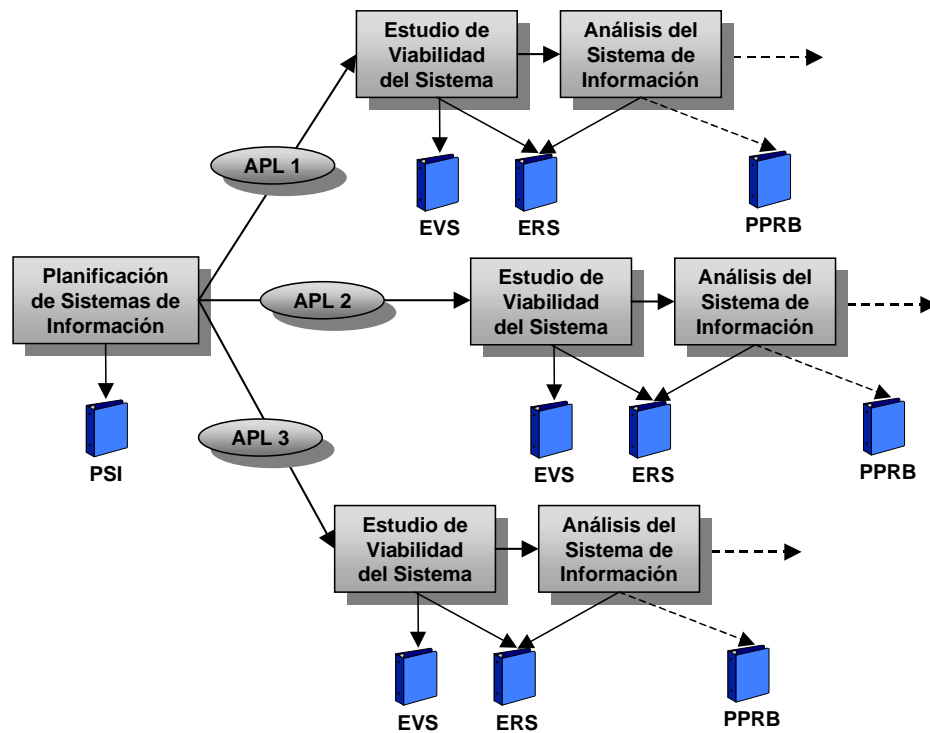 Estudio de
Viabilidad
del Sistema
Análisis del
Sistema de
Información
APL 1
EVS
ERS
PPRB
Planificación
de Sistemas de
Información
PSI
APL 2
Estudio de
Viabilidad
del Sistema
Análisis del
Sistema de
Información
EVS
ERS
PPRB
APL 3
Estudio de
Viabilidad
del Sistema
Análisis del
Sistema de
Información
EVS
ERS
PPRB